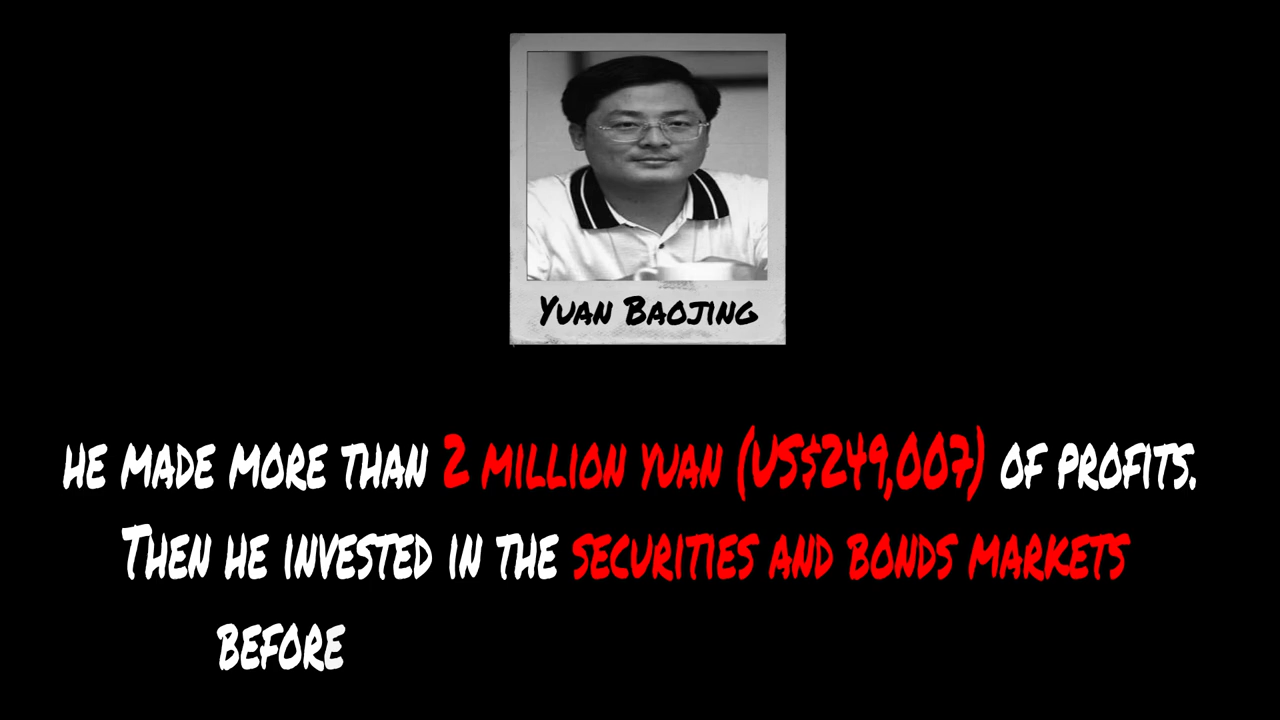 Yuan Baojing
he made more than 2 million yuan (US$249,007) of profits.
Then he invested in the securities and bonds markets
before